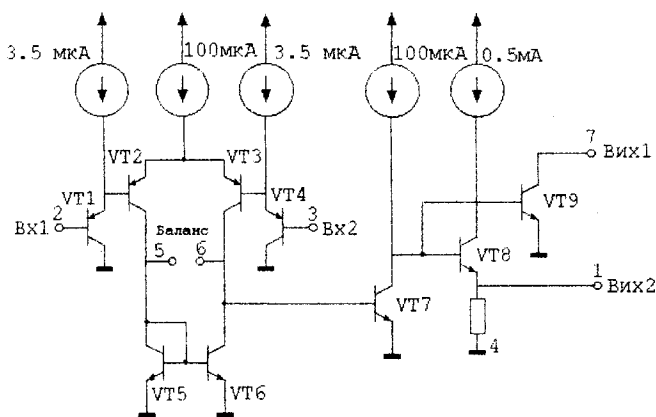 3.5 мкА 100мкА 3.5 мкА 100мкА 0.5мА
VT2 VT3
7
Вих1
VT1 VT4 VT9
2 3
Вх1 Баланс Вх2
5 6
VT8
VT7
1
Вих2
4
VT5 VT6